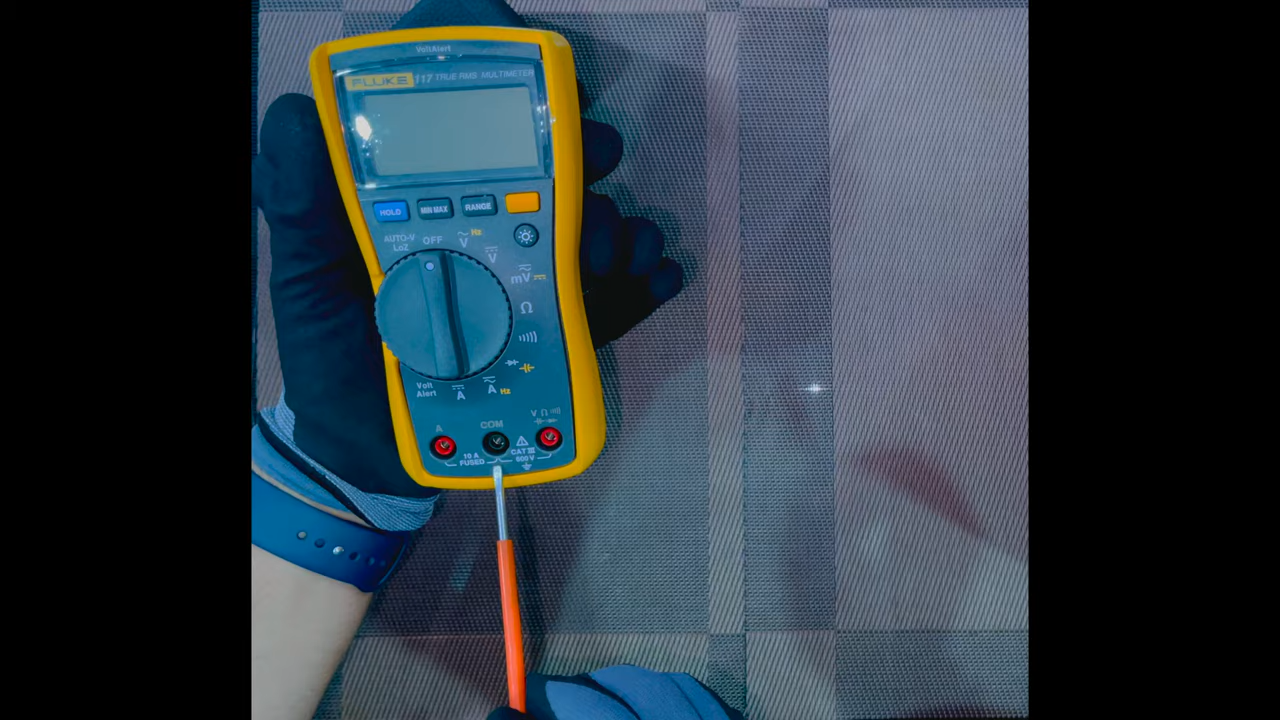 VoltAlert
FLUKE 117 TRUE RMS MULTIMETER
HOLD
MIN MAX
RANGE
AUTO-V
LoZ
OFF
V
Hz
V
mV
Ω
Volt
Alert
A
A
Hz
A
COM
V Ω
10 A
FUSED
CAT III
600 V